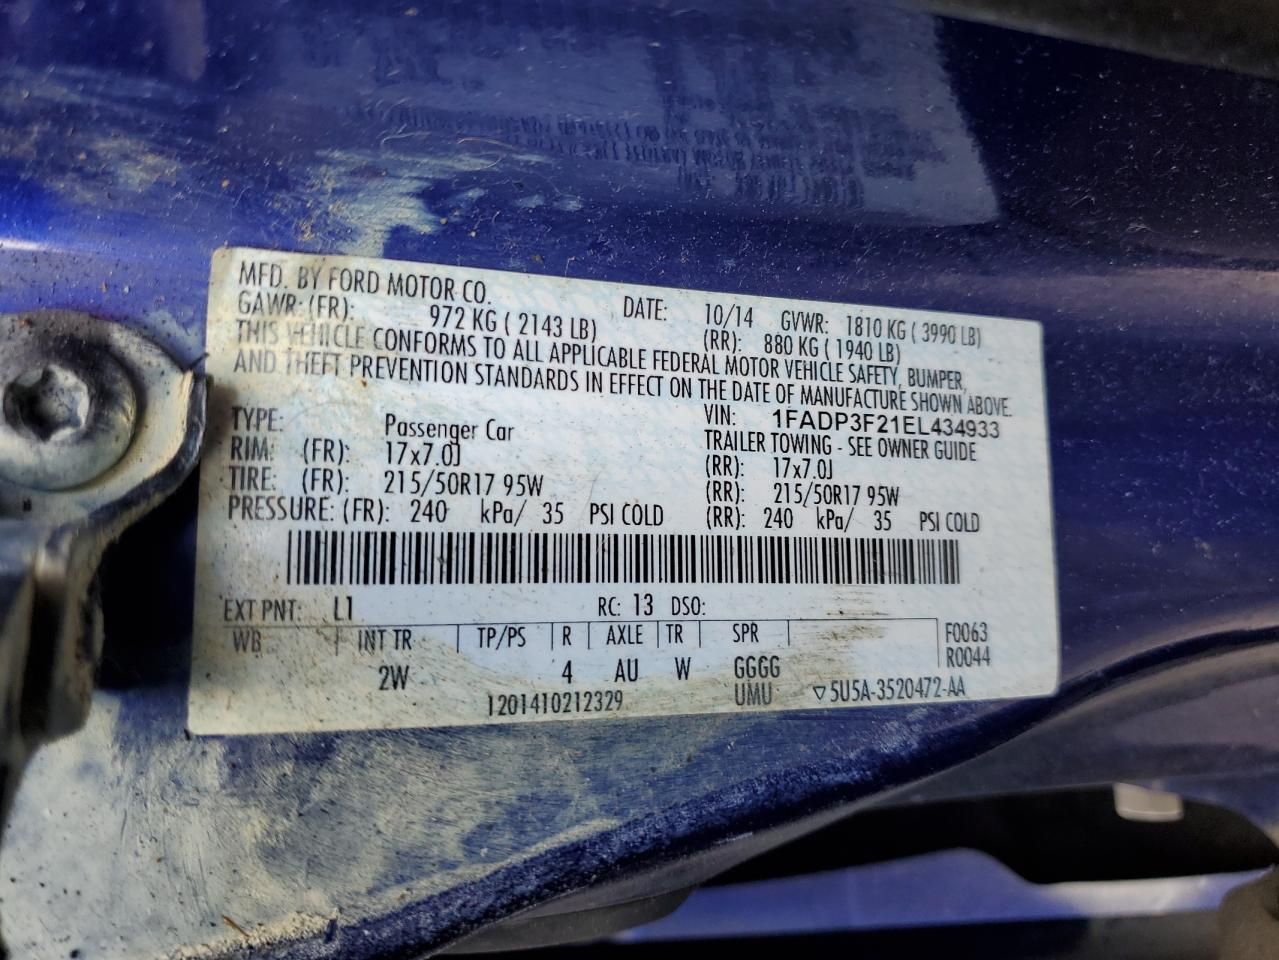 MFD. BY FORD MOTOR CO. DATE: 10/14 GVWR: 1810 KG ( 3990 LB)
GAWR: (FR): 972 KG ( 2143 LB) (RR): 880 KG ( 1940 LB)
THIS VEHICLE CONFORMS TO ALL APPLICABLE FEDERAL MOTOR VEHICLE SAFETY, BUMPER,
AND THEFT PREVENTION STANDARDS IN EFFECT ON THE DATE OF MANUFACTURE SHOWN ABOVE.
VIN: 1FADP3F21EL434933
TYPE: Passenger Car TRAILER TOWING - SEE OWNER GUIDE
RIM: (FR): 17x7.0J (RR): 17x7.0J
TIRE: (FR): 215/50R17 95W (RR): 215/50R17 95W
PRESSURE: (FR): 240 kPa/ 35 PSI COLD (RR): 240 kPa/ 35 PSI COLD
EXT PNT: L1 RC: 13 DSO:
WB INT TR TP/PS R AXLE TR SPR F0063
R0044
2W 4 AU W GGGG
1201410212329 UMU ▽5U5A-3520472-AA